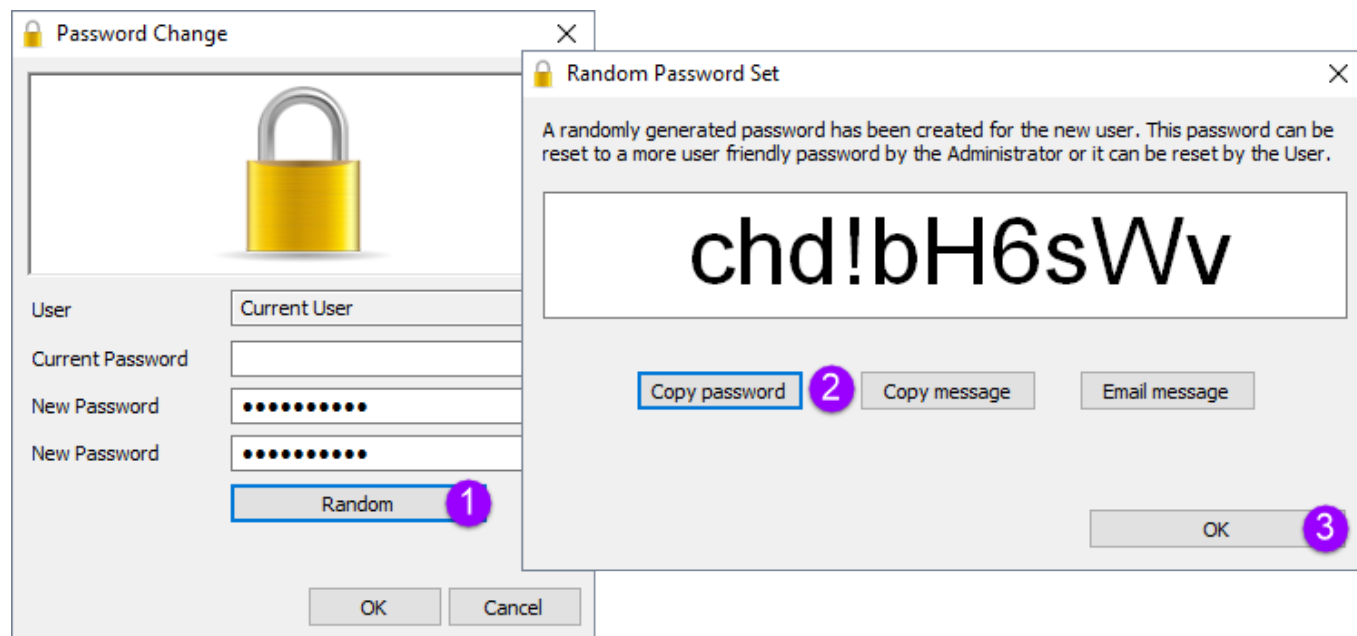 Password Change
User
Current User
Current Password
New Password
●●●●●●●●●●
New Password
●●●●●●●●●●
Random
1
OK
Cancel
Random Password Set
A randomly generated password has been created for the new user. This password can be
reset to a more user friendly password by the Administrator or it can be reset by the User.
chd!bH6sWv
Copy password
2
Copy message
Email message
OK
3